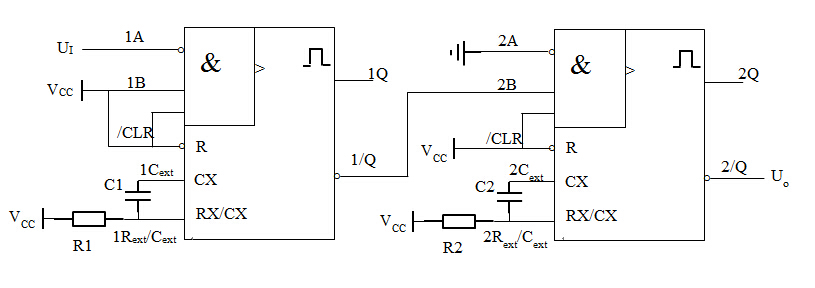 1A
U_I
&
>
1Q
V_CC
1B
/CLR
R
1/Q
1C_ext
CX
C1
V_CC
RX/CX
R1
1R_ext/C_ext
2A
&
>
2Q
2B
/CLR
V_CC
R
2/Q
U_o
2C_ext
CX
C2
V_CC
RX/CX
R2
2R_ext/C_ext